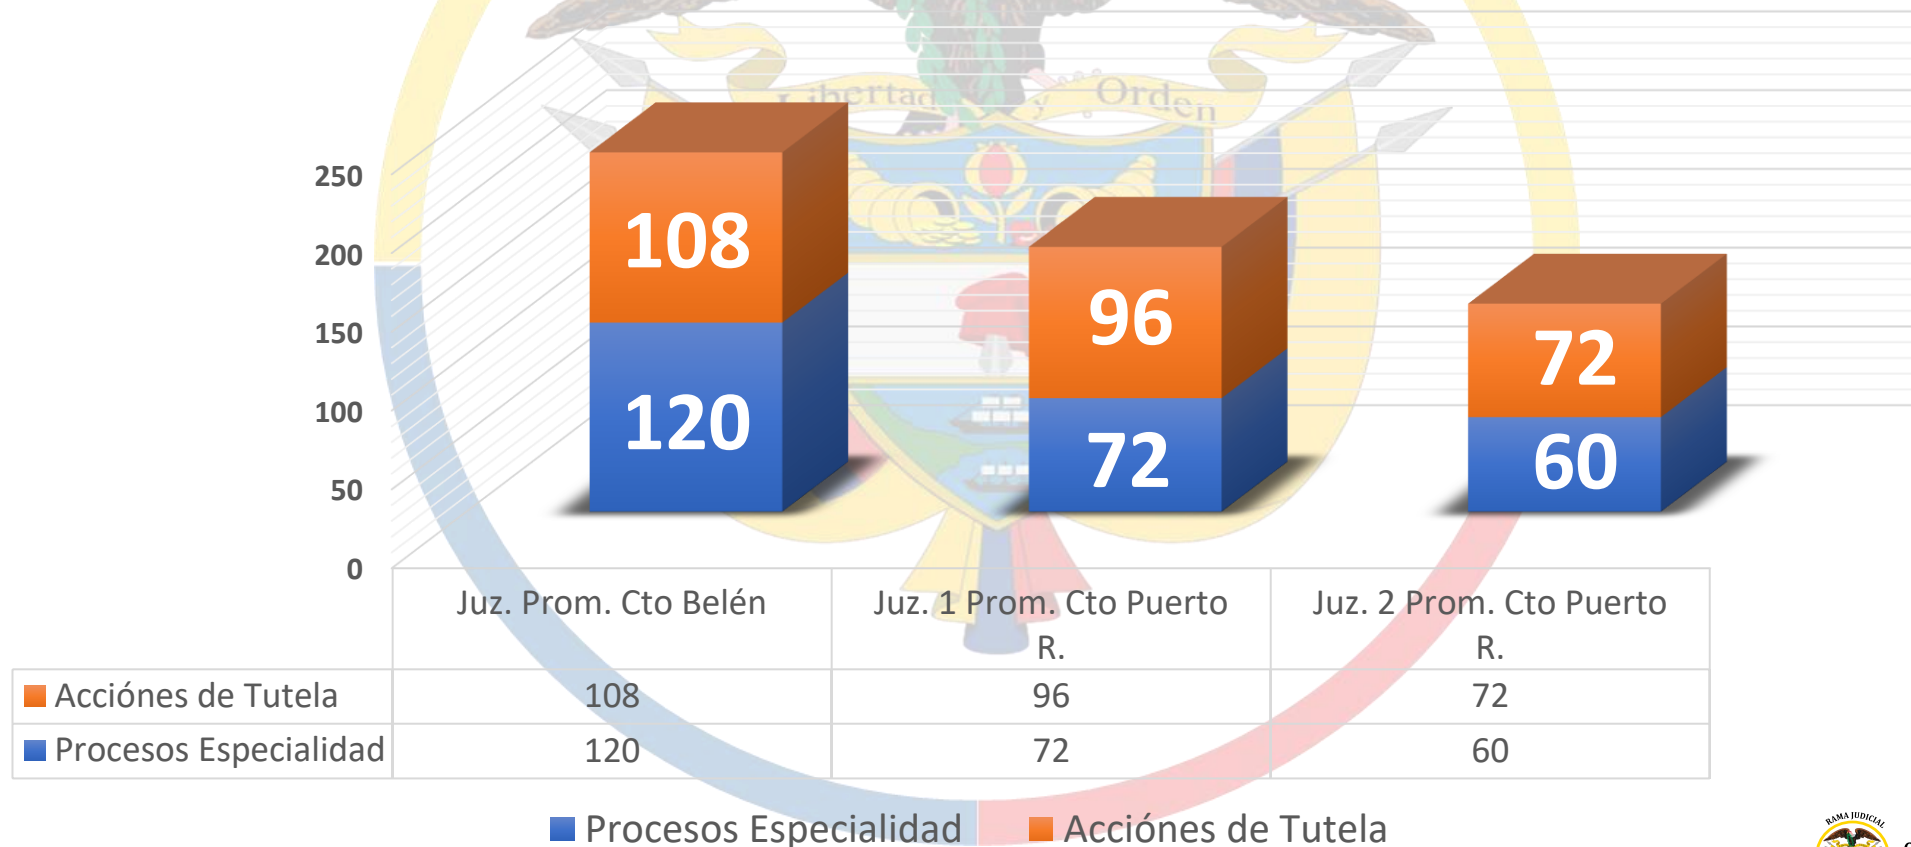 Libertad y Orden
250
200
150
100
50
0
108
120
96
72
72
60
Juz. Prom. Cto Belén
Juz. 1 Prom. Cto Puerto
R.
Juz. 2 Prom. Cto Puerto
R.
Acciónes de Tutela 108 96 72
Procesos Especialidad 120 72 60
Procesos Especialidad Acciónes de Tutela
RAMA JUDICIAL